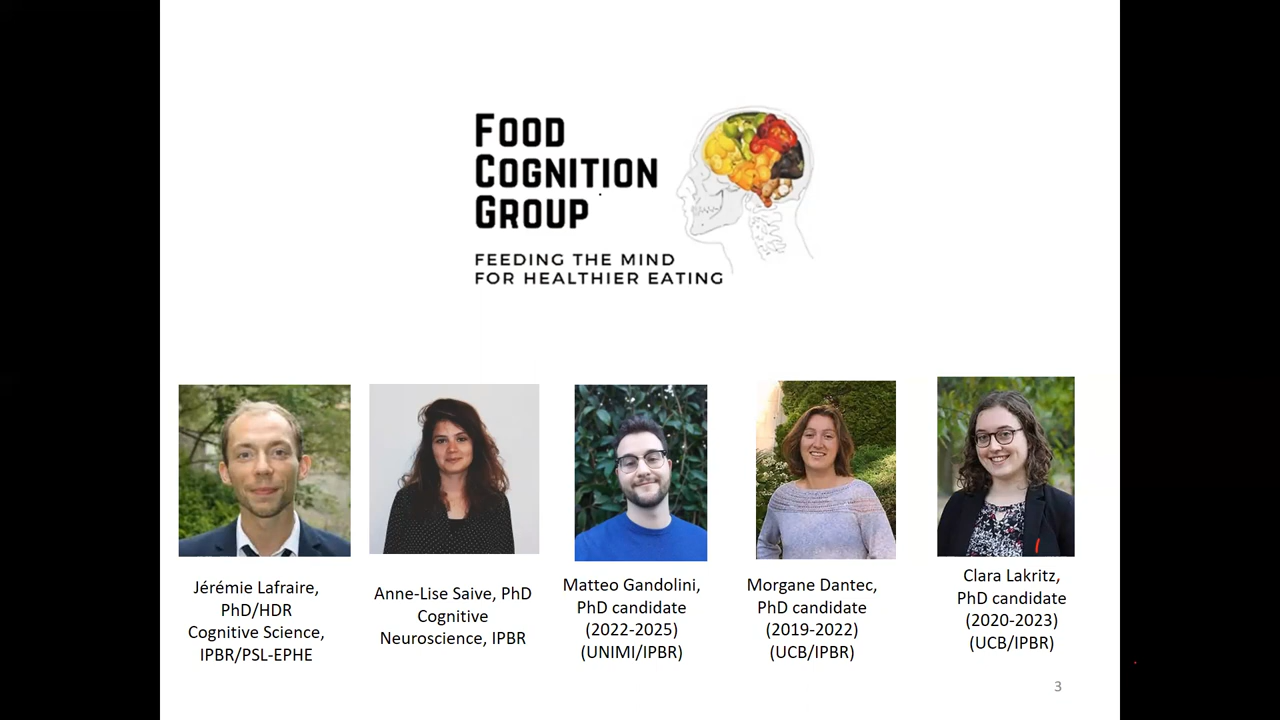 FOOD
COGNITION
GROUP
FEEDING THE MIND
FOR HEALTHIER EATING
Jérémie Lafraire,
PhD/HDR
Cognitive Science,
IPBR/PSL-EPHE
Anne-Lise Saive, PhD
Cognitive
Neuroscience, IPBR
Matteo Gandolini,
PhD candidate
(2022-2025)
(UNIMI/IPBR)
Morgane Dantec,
PhD candidate
(2019-2022)
(UCB/IPBR)
Clara Lakritz,
PhD candidate
(2020-2023)
(UCB/IPBR)
3